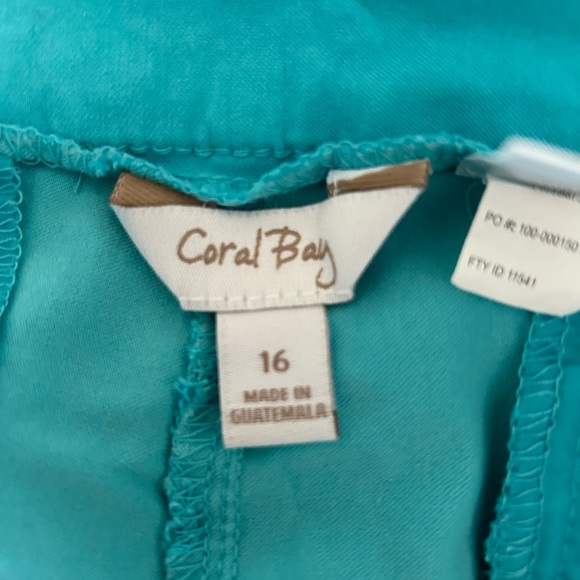 Coral Bay
16
MADE IN
GUATEMALA
PO #: 100-000150
FTY ID 11541